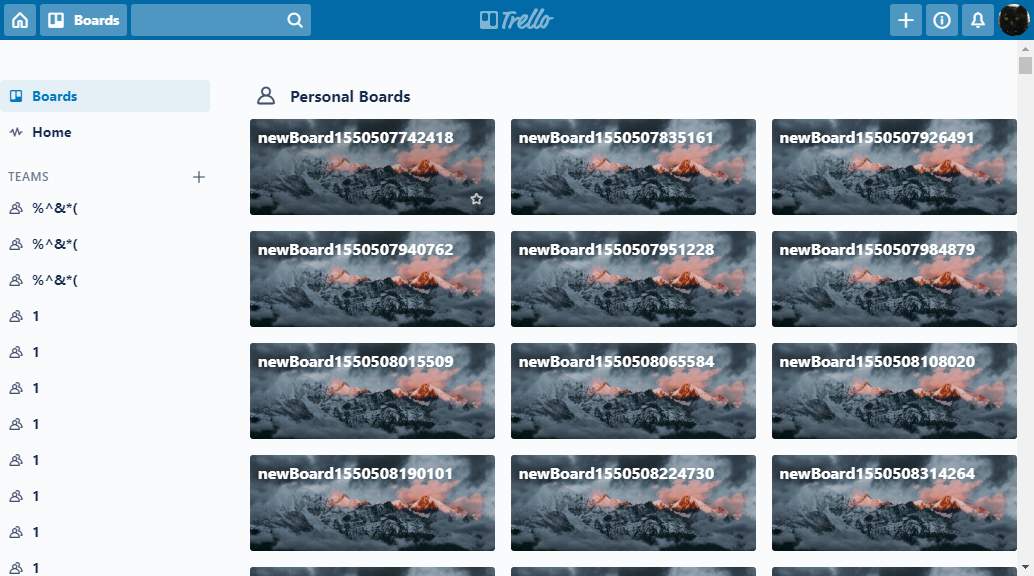 Boards
Trello
Boards
Home
TEAMS
%^&*(
%^&*(
%^&*(
1
1
1
1
1
1
1
1
Personal Boards
newBoard1550507742418
newBoard1550507835161
newBoard1550507926491
newBoard1550507940762
newBoard1550507951228
newBoard1550507984879
newBoard1550508015509
newBoard1550508065584
newBoard1550508108020
newBoard1550508190101
newBoard1550508224730
newBoard1550508314264